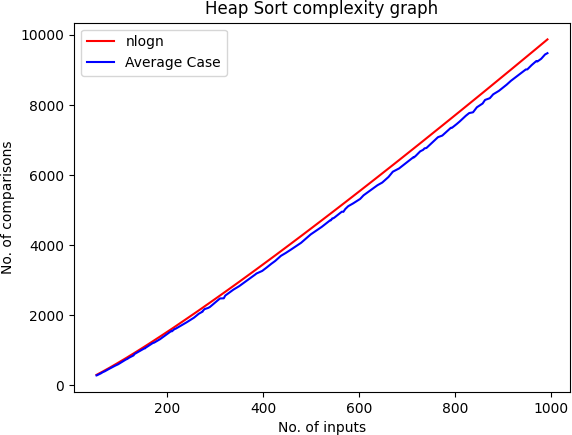 Heap Sort complexity graph
nlogn
Average Case
10000
8000
6000
4000
2000
0
No. of comparisons
200
400
600
800
1000
No. of inputs